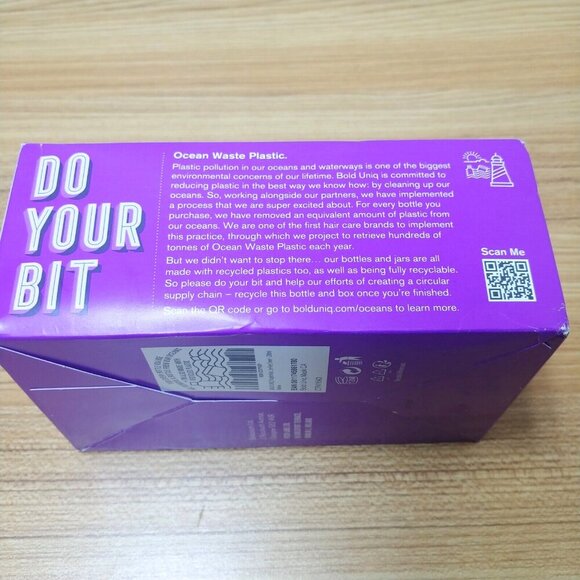 DO
YOUR
BIT
Ocean Waste Plastic.
Plastic pollution in our oceans and waterways is one of the biggest
environmental concerns of our lifetime. Bold Uniq is committed to
reducing plastic in the best way we know how: by cleaning up our
oceans. So, working alongside our partners, we have implemented
a process that we are super excited about. For every bottle you
purchase, we have removed an equivalent amount of plastic from
our oceans. We are one of the first hair care brands to implement
this practice, through which we project to retrieve hundreds of
tonnes of Ocean Waste Plastic each year.
But we didn't want to stop there... our bottles and jars are all
made with recycled plastics too, as well as being fully recyclable.
So please do your bit and help our efforts of creating a circular
supply chain – recycle this bottle and box once you're finished.
Scan the QR code or go to bolduniq.com/oceans to learn more.
Scan Me